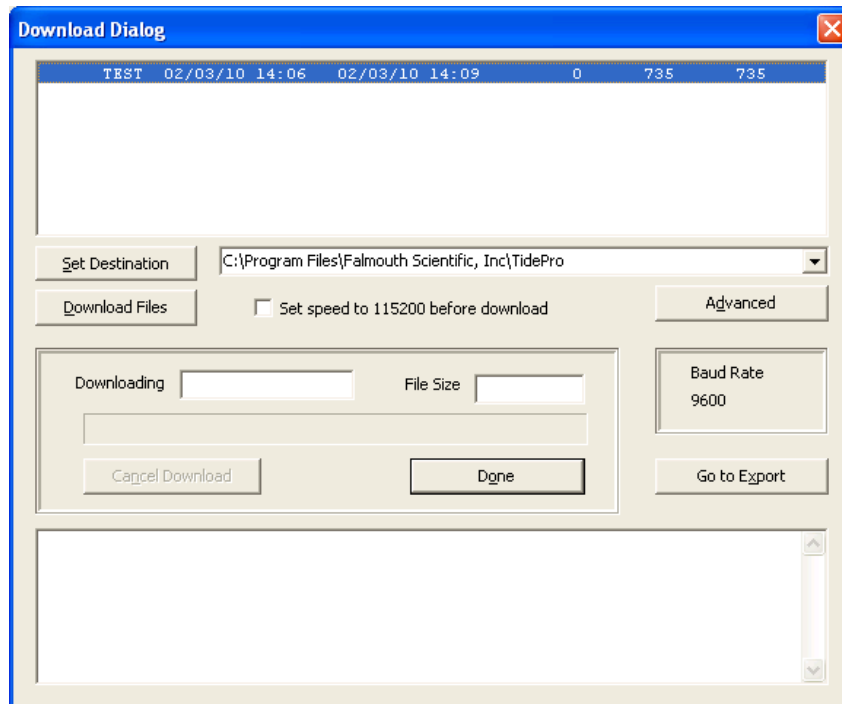 Download Dialog
TEST 02/03/10 14:06 02/03/10 14:09 0 735 735
Set Destination C:\Program Files\Falmouth Scientific, Inc\TidePro
Download Files Set speed to 115200 before download Advanced
Downloading File Size Baud Rate
9600
Cancel Download Done Go to Export